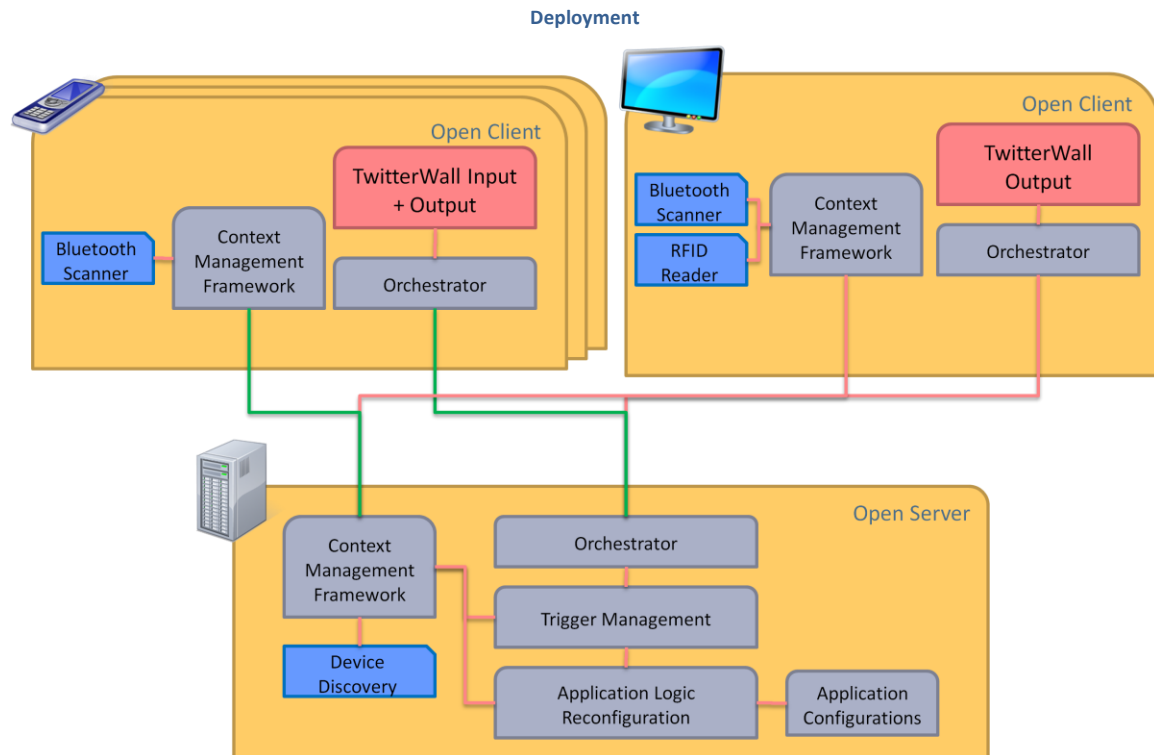 Deployment
Open Client
TwitterWall Input
+ Output
Bluetooth
Scanner
Context
Management
Framework
Orchestrator
Open Client
TwitterWall
Output
Bluetooth
Scanner
RFID
Reader
Context
Management
Framework
Orchestrator
Open Server
Context
Management
Framework
Orchestrator
Trigger Management
Device
Discovery
Application Logic
Reconfiguration
Application
Configurations